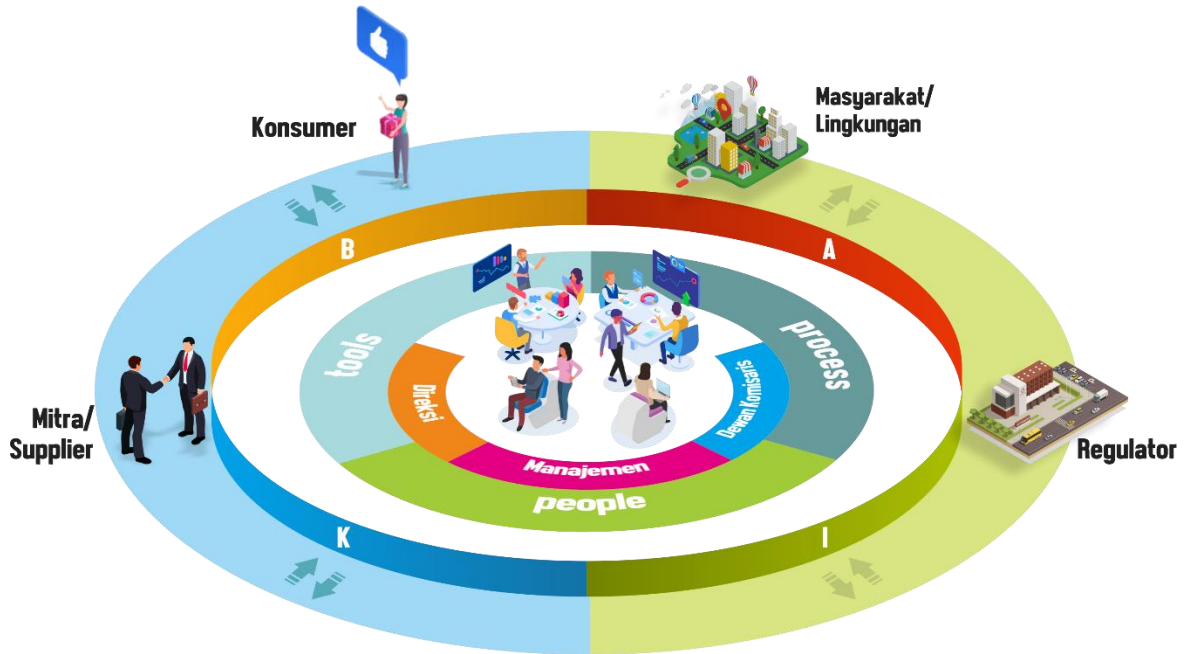 Konsumer
Masyarakat/
Lingkungan
B
A
tools
process
Direksi
Dewan Komisaris
Mitra/
Supplier
Manajemen
Regulator
people
K
I